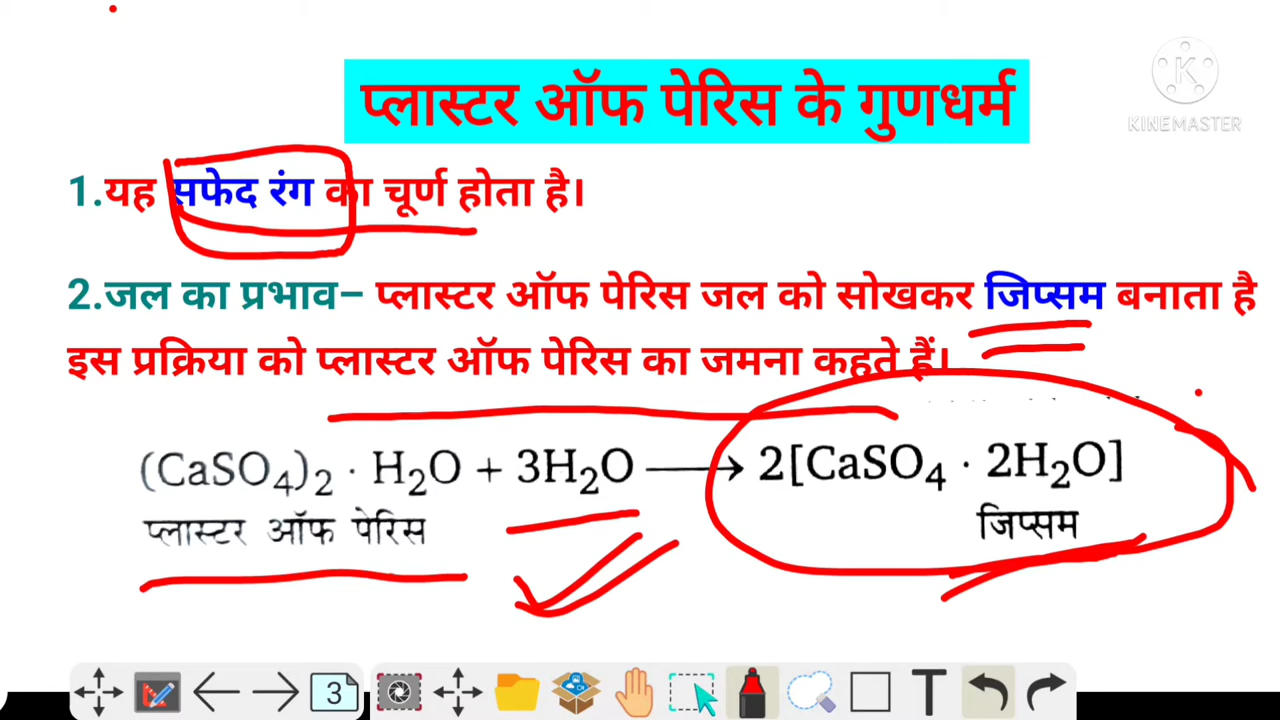 प्लास्टर ऑफ पेरिस के गुणधर्म
KINEMASTER
1.यह सफेद रंग का चूर्ण होता है।
2.जल का प्रभाव– प्लास्टर ऑफ पेरिस जल को सोखकर जिप्सम बनाता है
इस प्रक्रिया को प्लास्टर ऑफ पेरिस का जमना कहते हैं।
(CaSO₄)₂ · H₂O + 3H₂O ⟶ 2[CaSO₄ · 2H₂O]
प्लास्टर ऑफ पेरिस जिप्सम
3 T